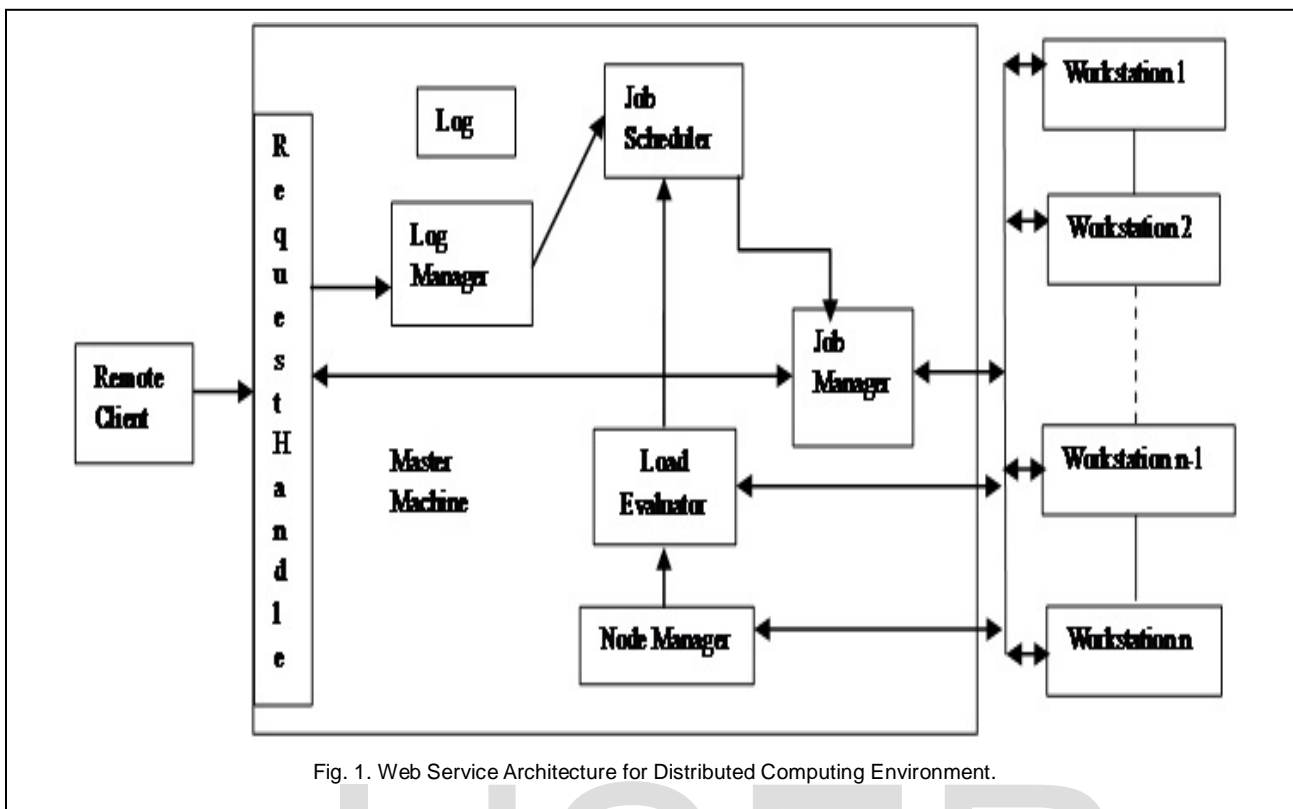 Remote
Client
R
e
q
u
e
s
t
H
a
n
d
l
e
Log
Log
Manager
Job
Scheduler
Job
Manager
Master
Machine
Load
Evaluator
Node Manager
Workstation 1
Workstation 2
Workstation n-1
Workstation n
Fig. 1. Web Service Architecture for Distributed Computing Environment.